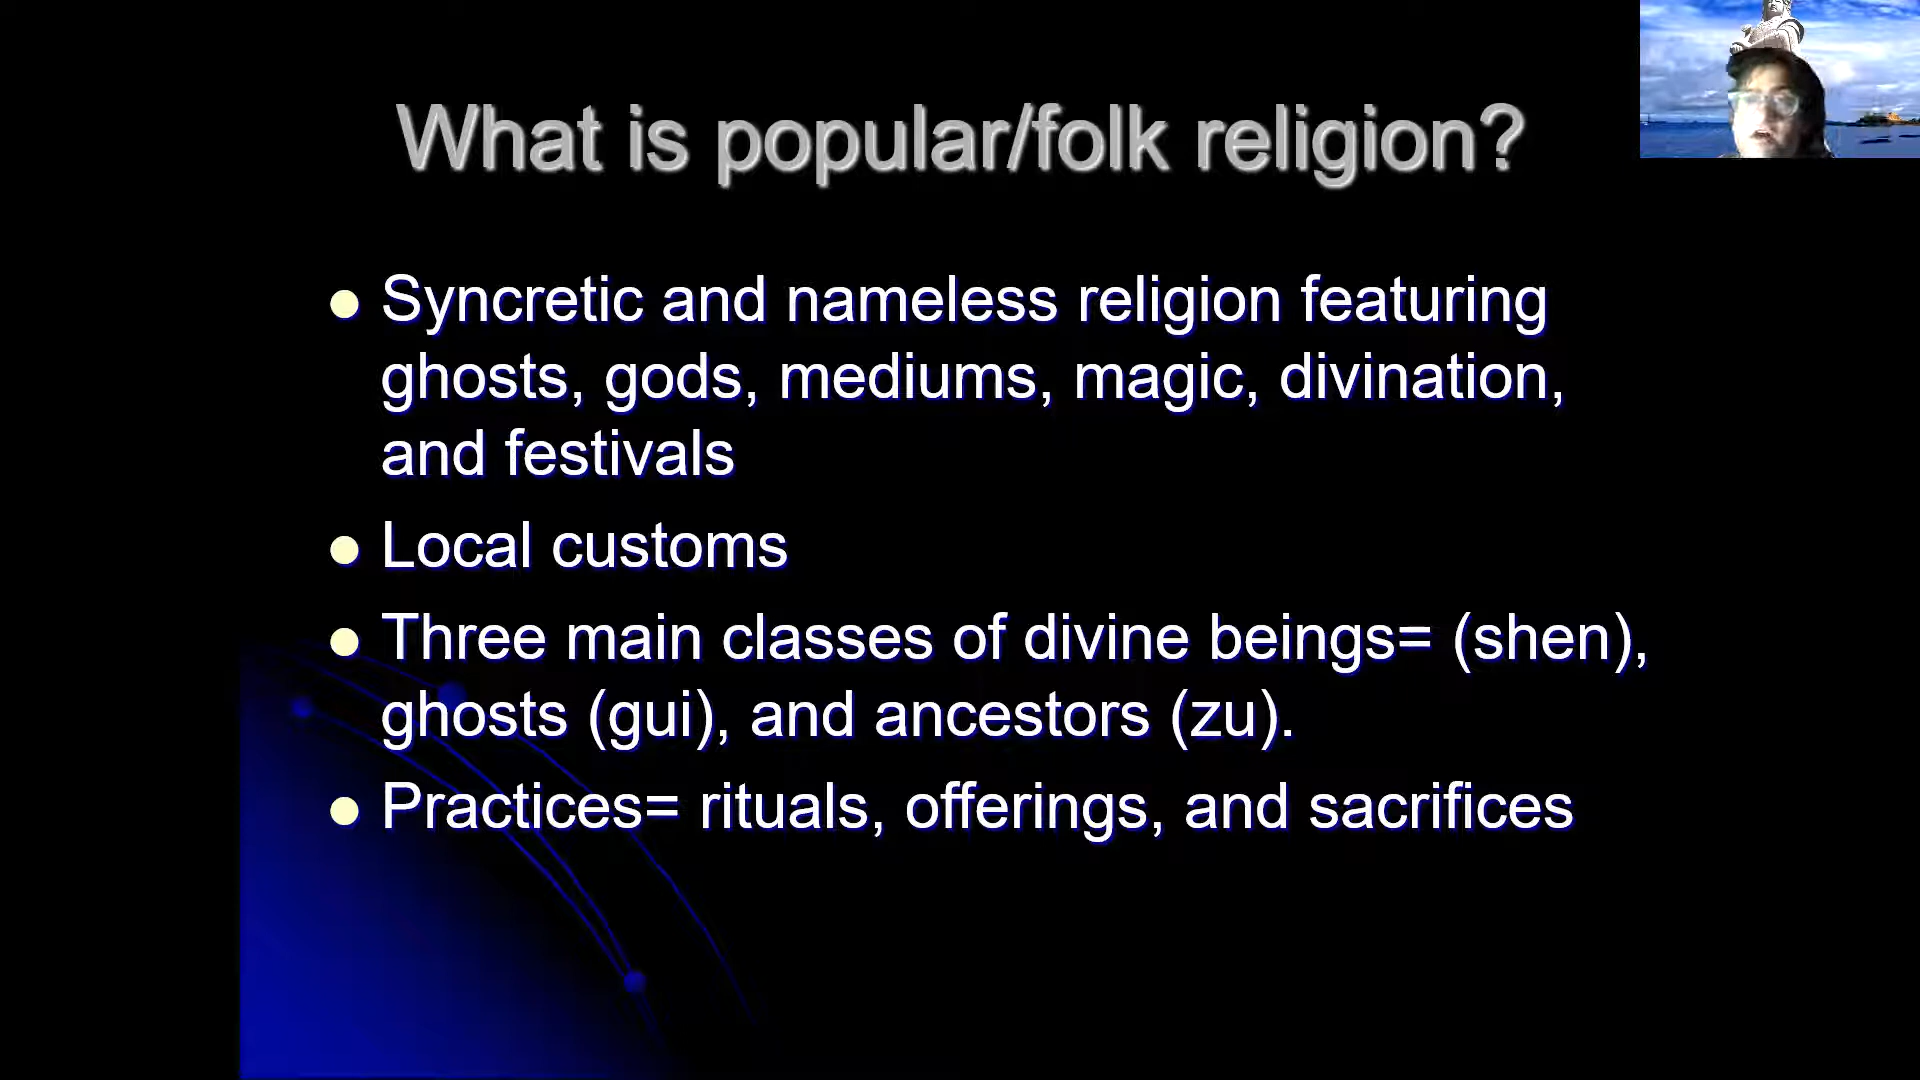 What is popular/folk religion?
Syncretic and nameless religion featuring
ghosts, gods, mediums, magic, divination,
and festivals
Local customs
Three main classes of divine beings= (shen),
ghosts (gui), and ancestors (zu).
Practices= rituals, offerings, and sacrifices